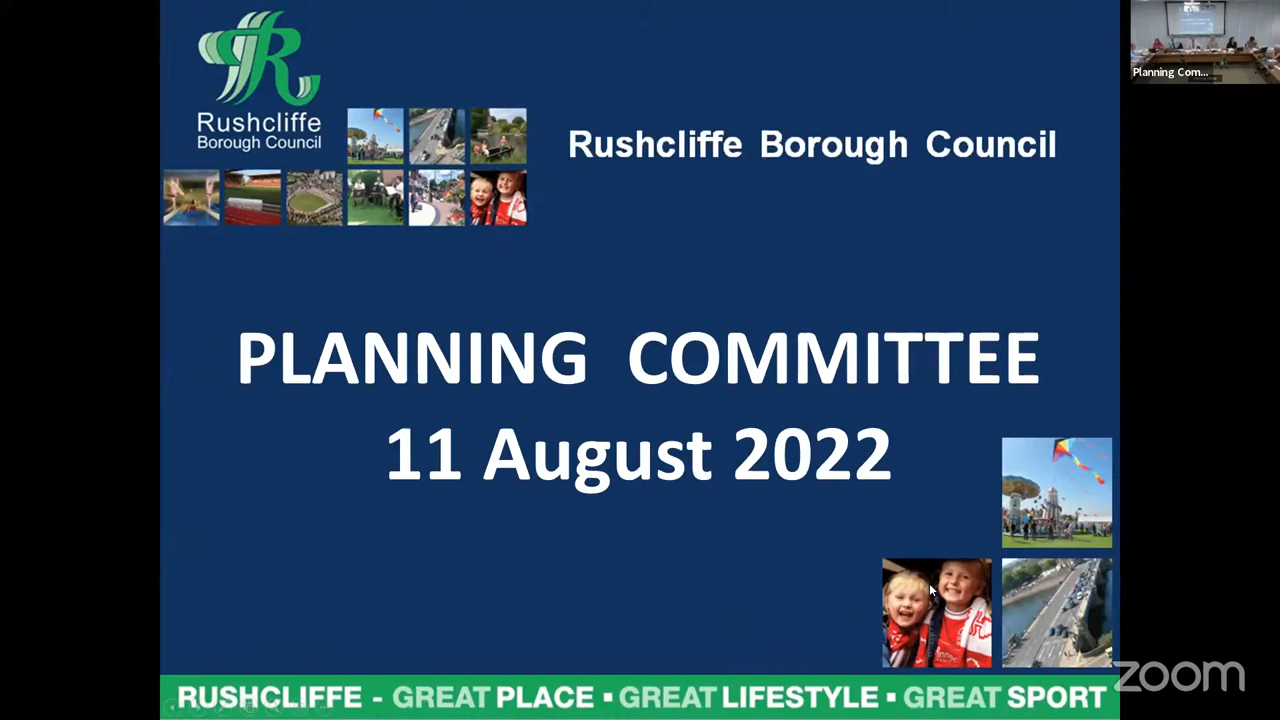 Rushcliffe
Borough Council
Rushcliffe Borough Council
Planning Com...
PLANNING COMMITTEE
11 August 2022
RUSHCLIFFE - GREAT PLACE ▪ GREAT LIFESTYLE ▪ GREAT SPORT
zoom